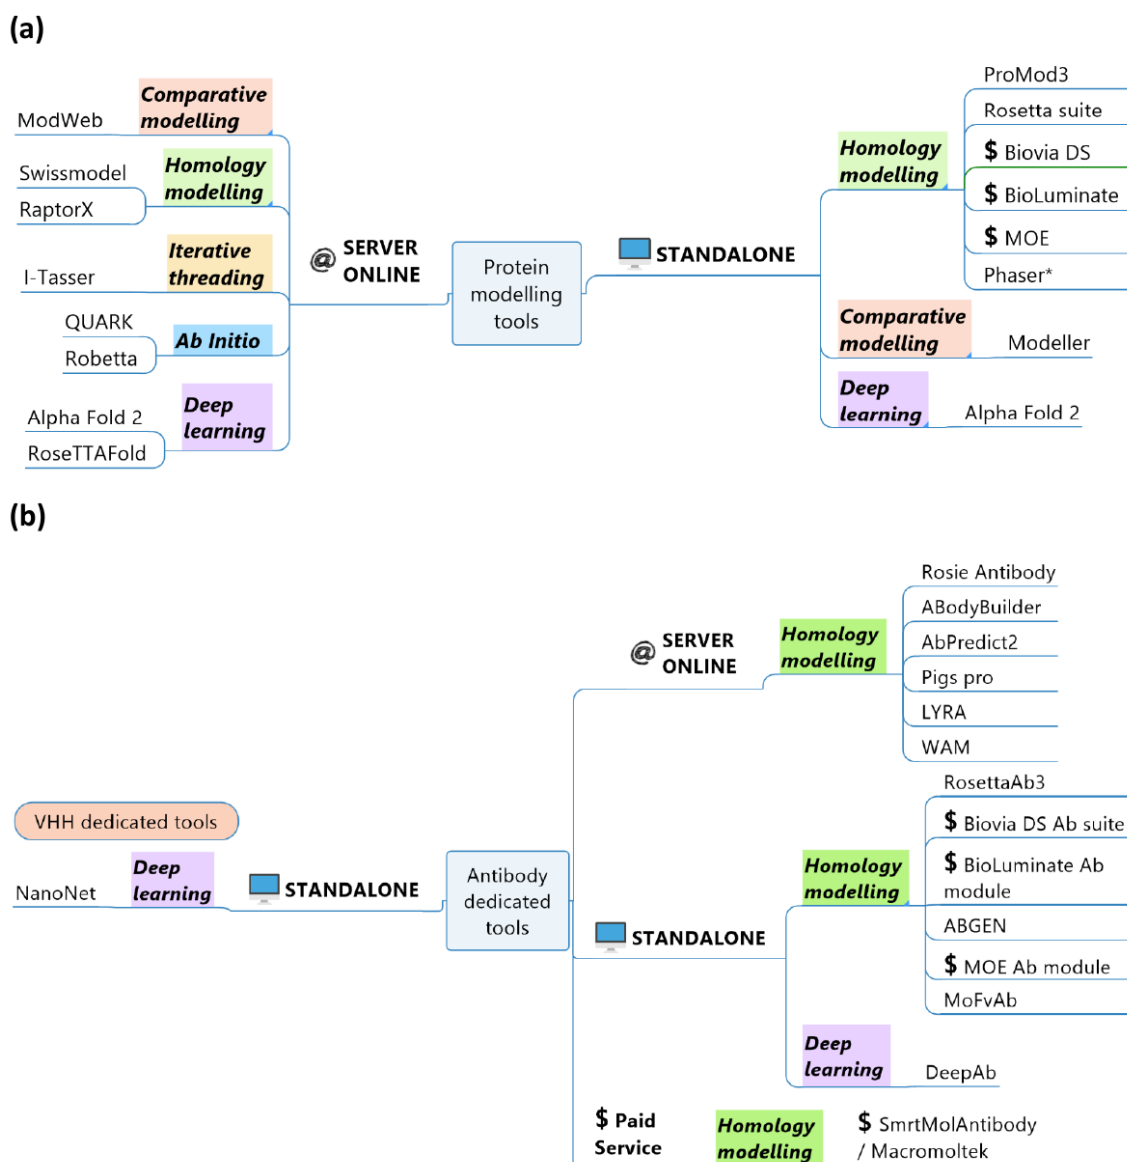 (a)
Comparative
modelling
ModWeb
Homology
modelling
Swissmodel
RaptorX
Iterative
threading
I-Tasser
QUARK
Robetta
Ab Initio
Deep
learning
Alpha Fold 2
RoseTTAFold
@ SERVER
ONLINE
Protein
modelling
tools
STANDALONE
Homology
modelling
ProMod3
Rosetta suite
$ Biovia DS
$ BioLuminate
$ MOE
Phaser*
Comparative
modelling
Modeller
Deep
learning
Alpha Fold 2
(b)
VHH dedicated tools
NanoNet
Deep
learning
STANDALONE
Antibody
dedicated
tools
@ SERVER
ONLINE
Homology
modelling
Rosie Antibody
ABodyBuilder
AbPredict2
Pigs pro
LYRA
WAM
STANDALONE
Homology
modelling
RosettaAb3
$ Biovia DS Ab suite
$ BioLuminate Ab
module
ABGEN
$ MOE Ab module
MoFvAb
Deep
learning
DeepAb
$ Paid
Service
Homology
modelling
$ SmrtMolAntibody
/ Macromoltek